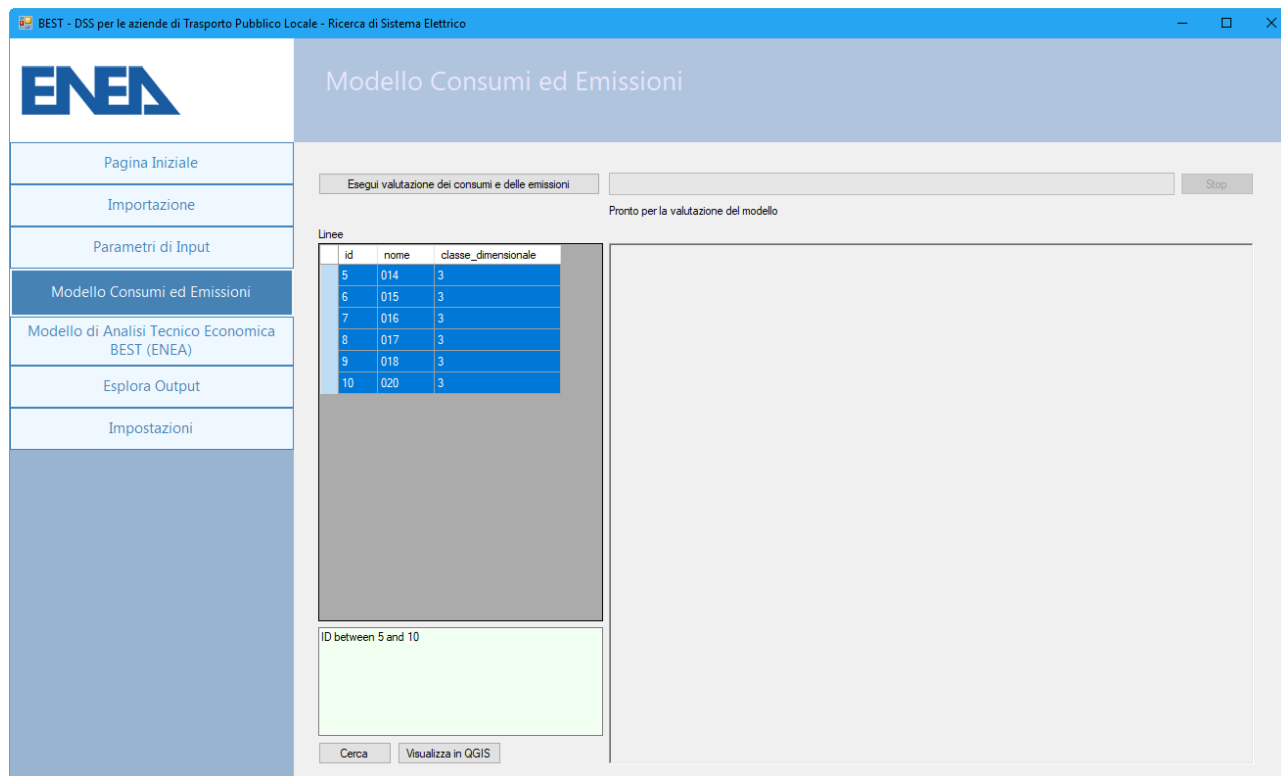 BEST - DSS per le aziende di Trasporto Pubblico Locale - Ricerca di Sistema Elettrico
ENEA
Modello Consumi ed Emissioni
Pagina Iniziale
Importazione
Parametri di Input
Modello Consumi ed Emissioni
Modello di Analisi Tecnico Economica
BEST (ENEA)
Esplora Output
Impostazioni
Esegui valutazione dei consumi e delle emissioni
Stop
Pronto per la valutazione del modello
Linee
id nome classe_dimensionale
5 014 3
6 015 3
7 016 3
8 017 3
9 018 3
10 020 3
ID between 5 and 10
Cerca
Visualizza in QGIS